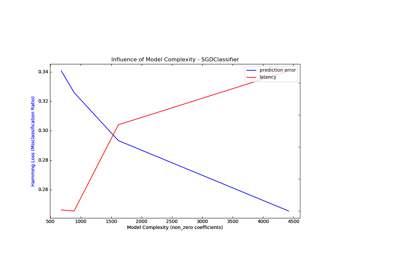 Influence of Model Complexity - SGDClassifier
prediction error
latency
0.34
0.32
0.30
0.28
0.26
Hamming Loss (Misclassification Ratio)
500 1000 1500 2000 2500 3000 3500 4000 4500
Model Complexity (non_zero coefficients)